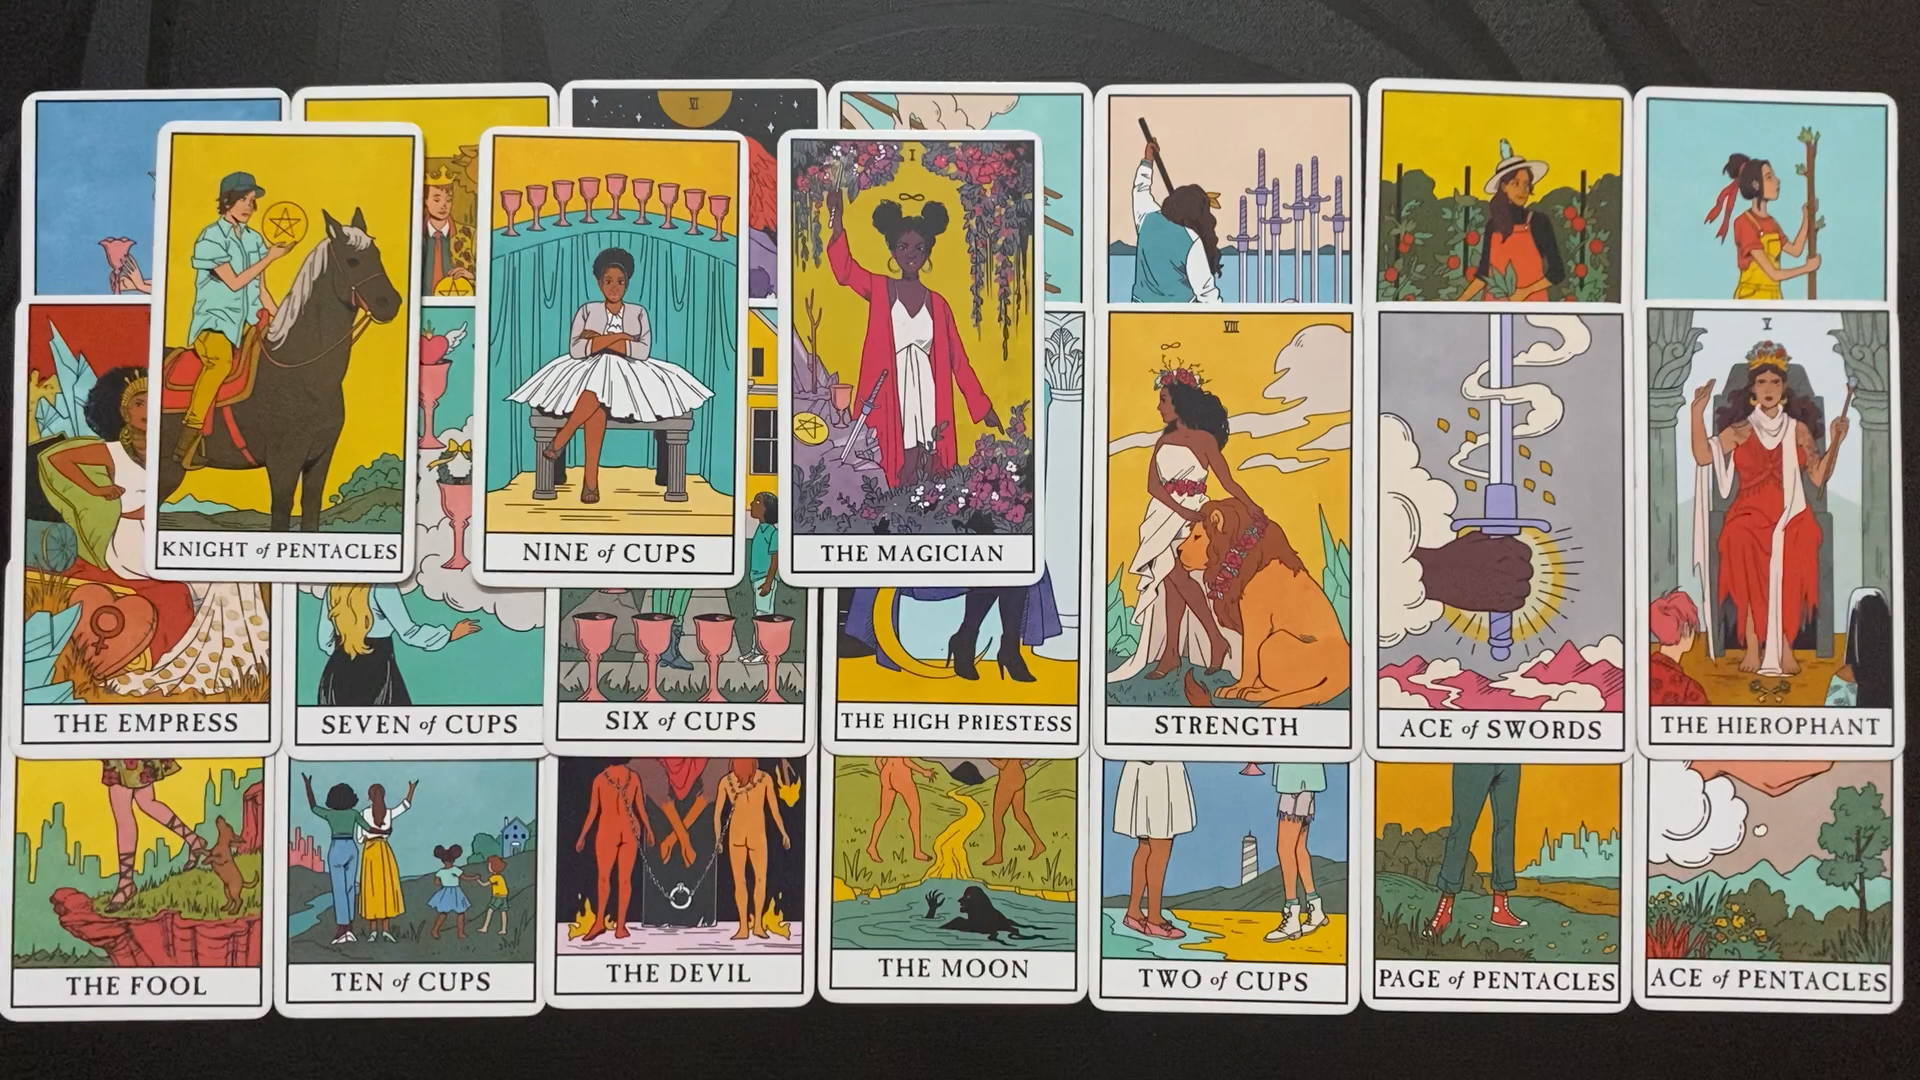 VI
I
KNIGHT of PENTACLES
NINE of CUPS
THE MAGICIAN
VIII
V
THE EMPRESS
SEVEN of CUPS
SIX of CUPS
THE HIGH PRIESTESS
STRENGTH
ACE of SWORDS
THE HIEROPHANT
THE FOOL
TEN of CUPS
THE DEVIL
THE MOON
TWO of CUPS
PAGE of PENTACLES
ACE of PENTACLES